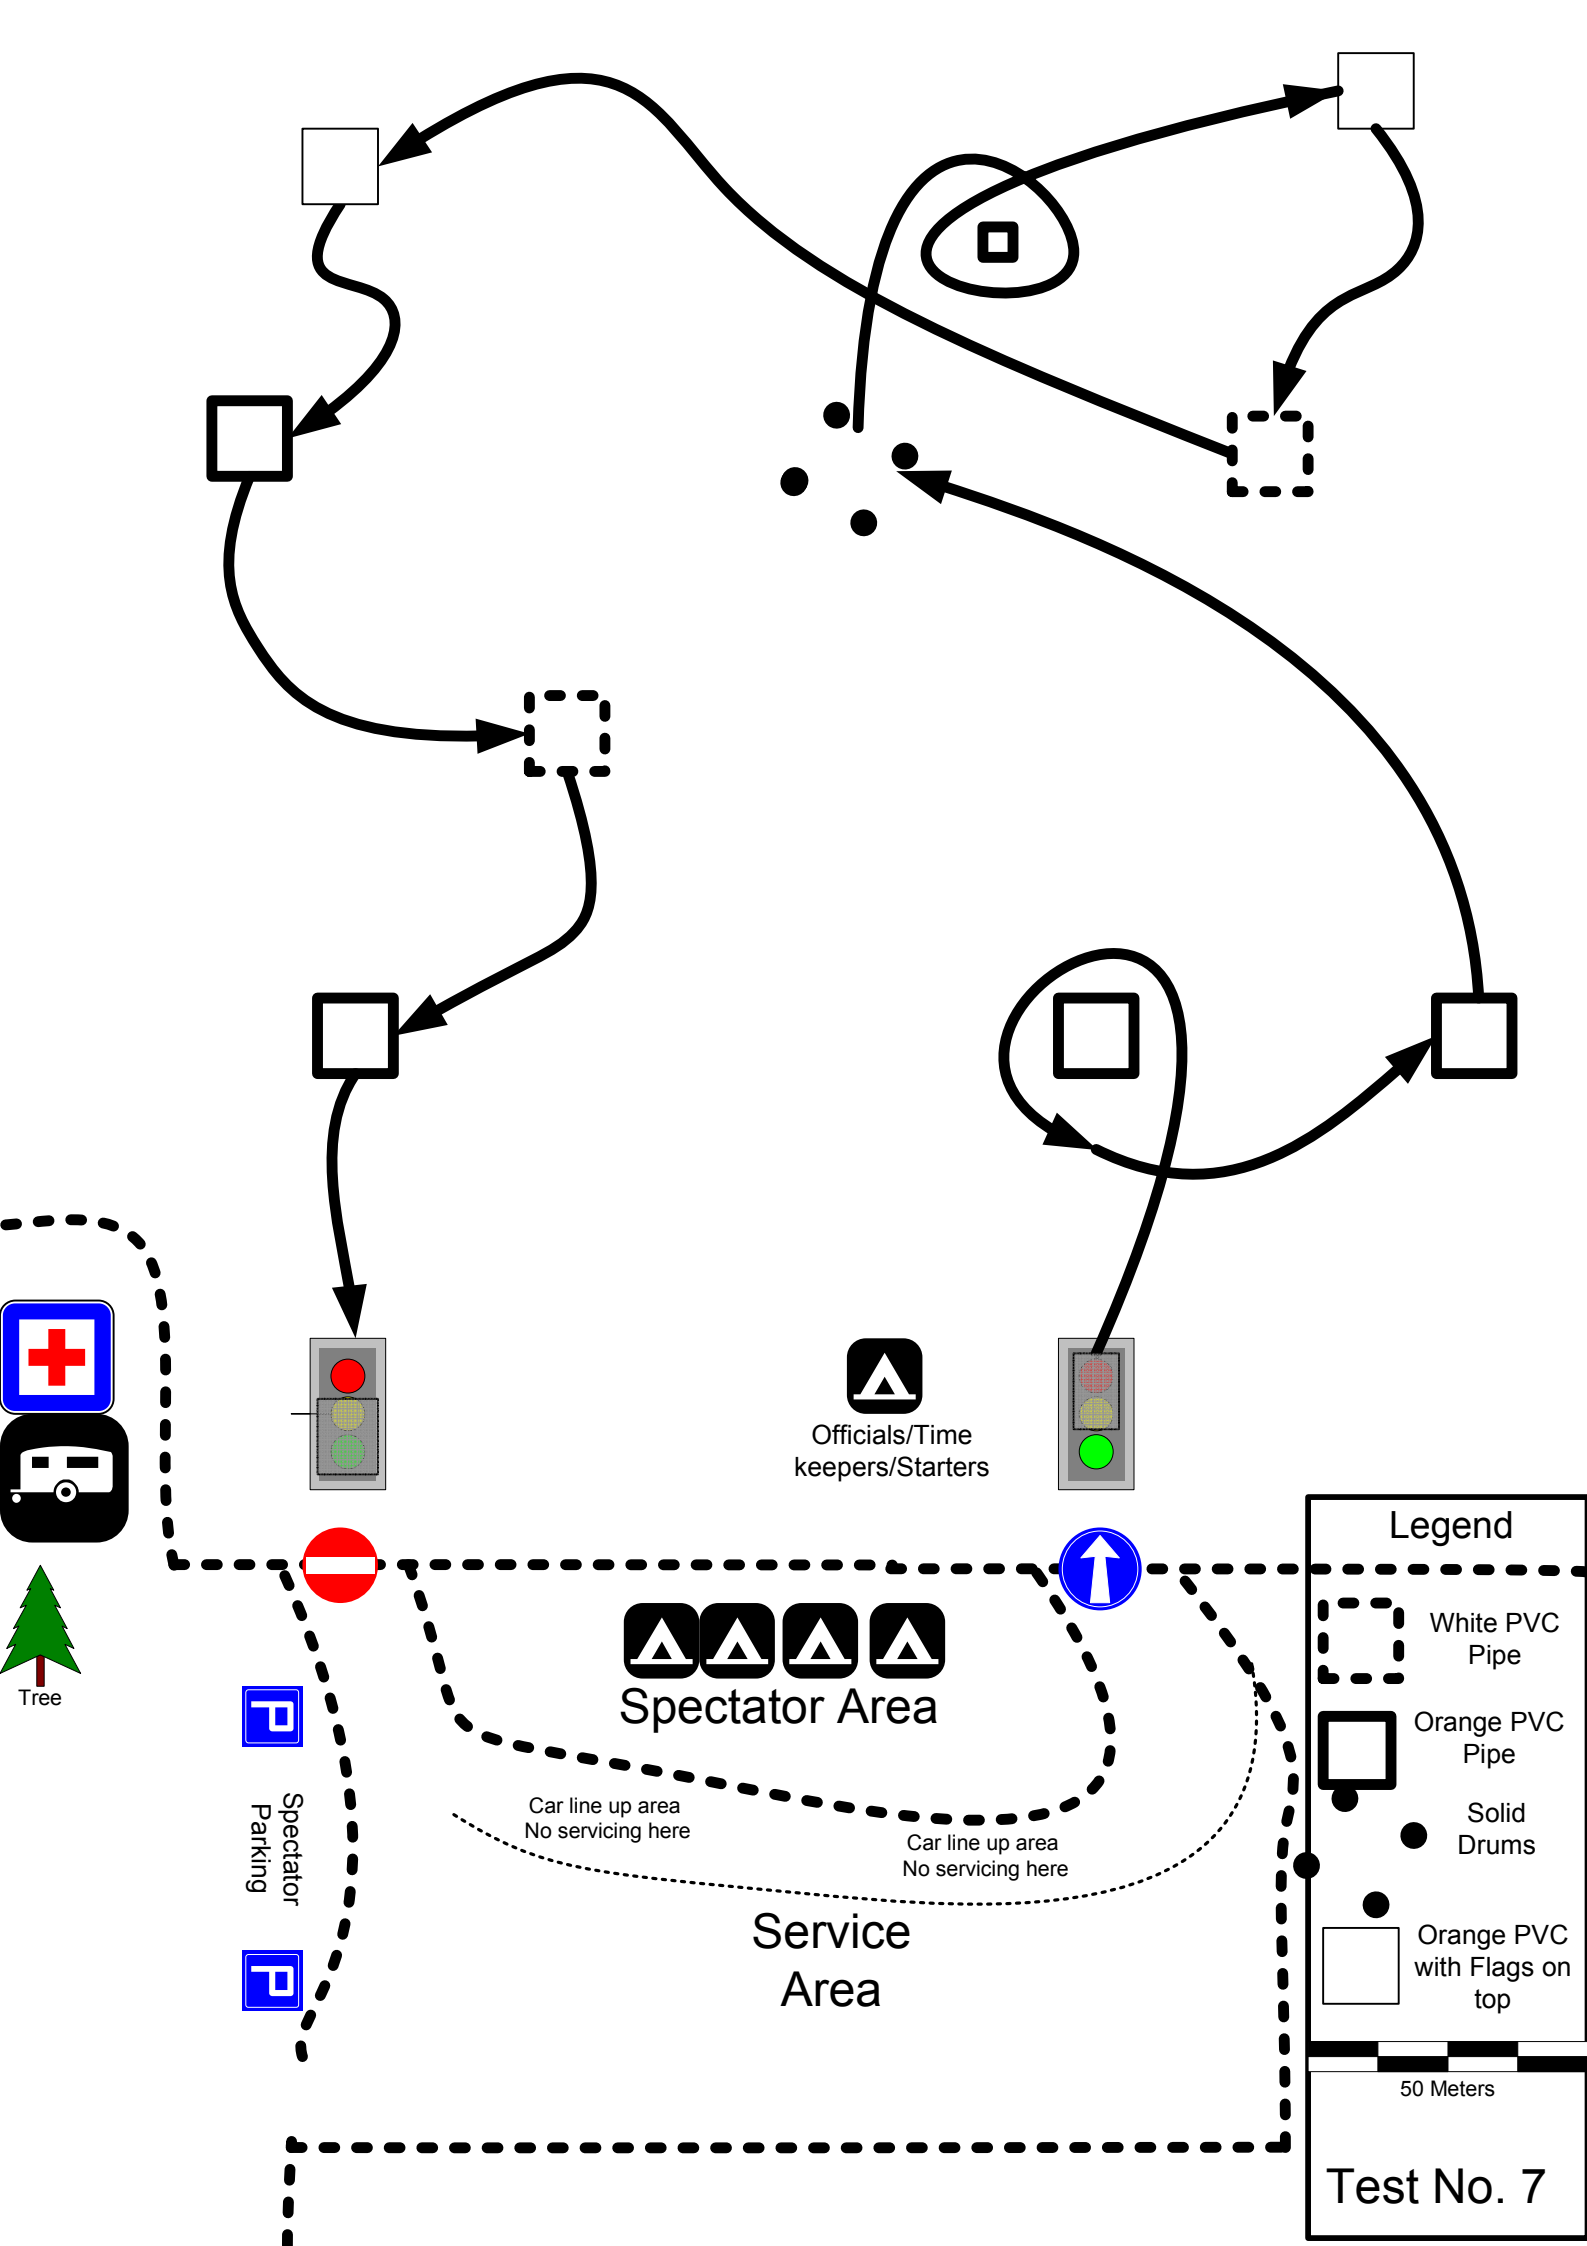 Officials/Time
keepers/Starters
Legend
White PVC
Pipe
Tree
Spectator Area
P
Orange PVC
Pipe
Spectator
Parking
Car line up area
No servicing here
Solid
Drums
Car line up area
No servicing here
Service
Area
P
Orange PVC
with Flags on
top
50 Meters
Test No. 7